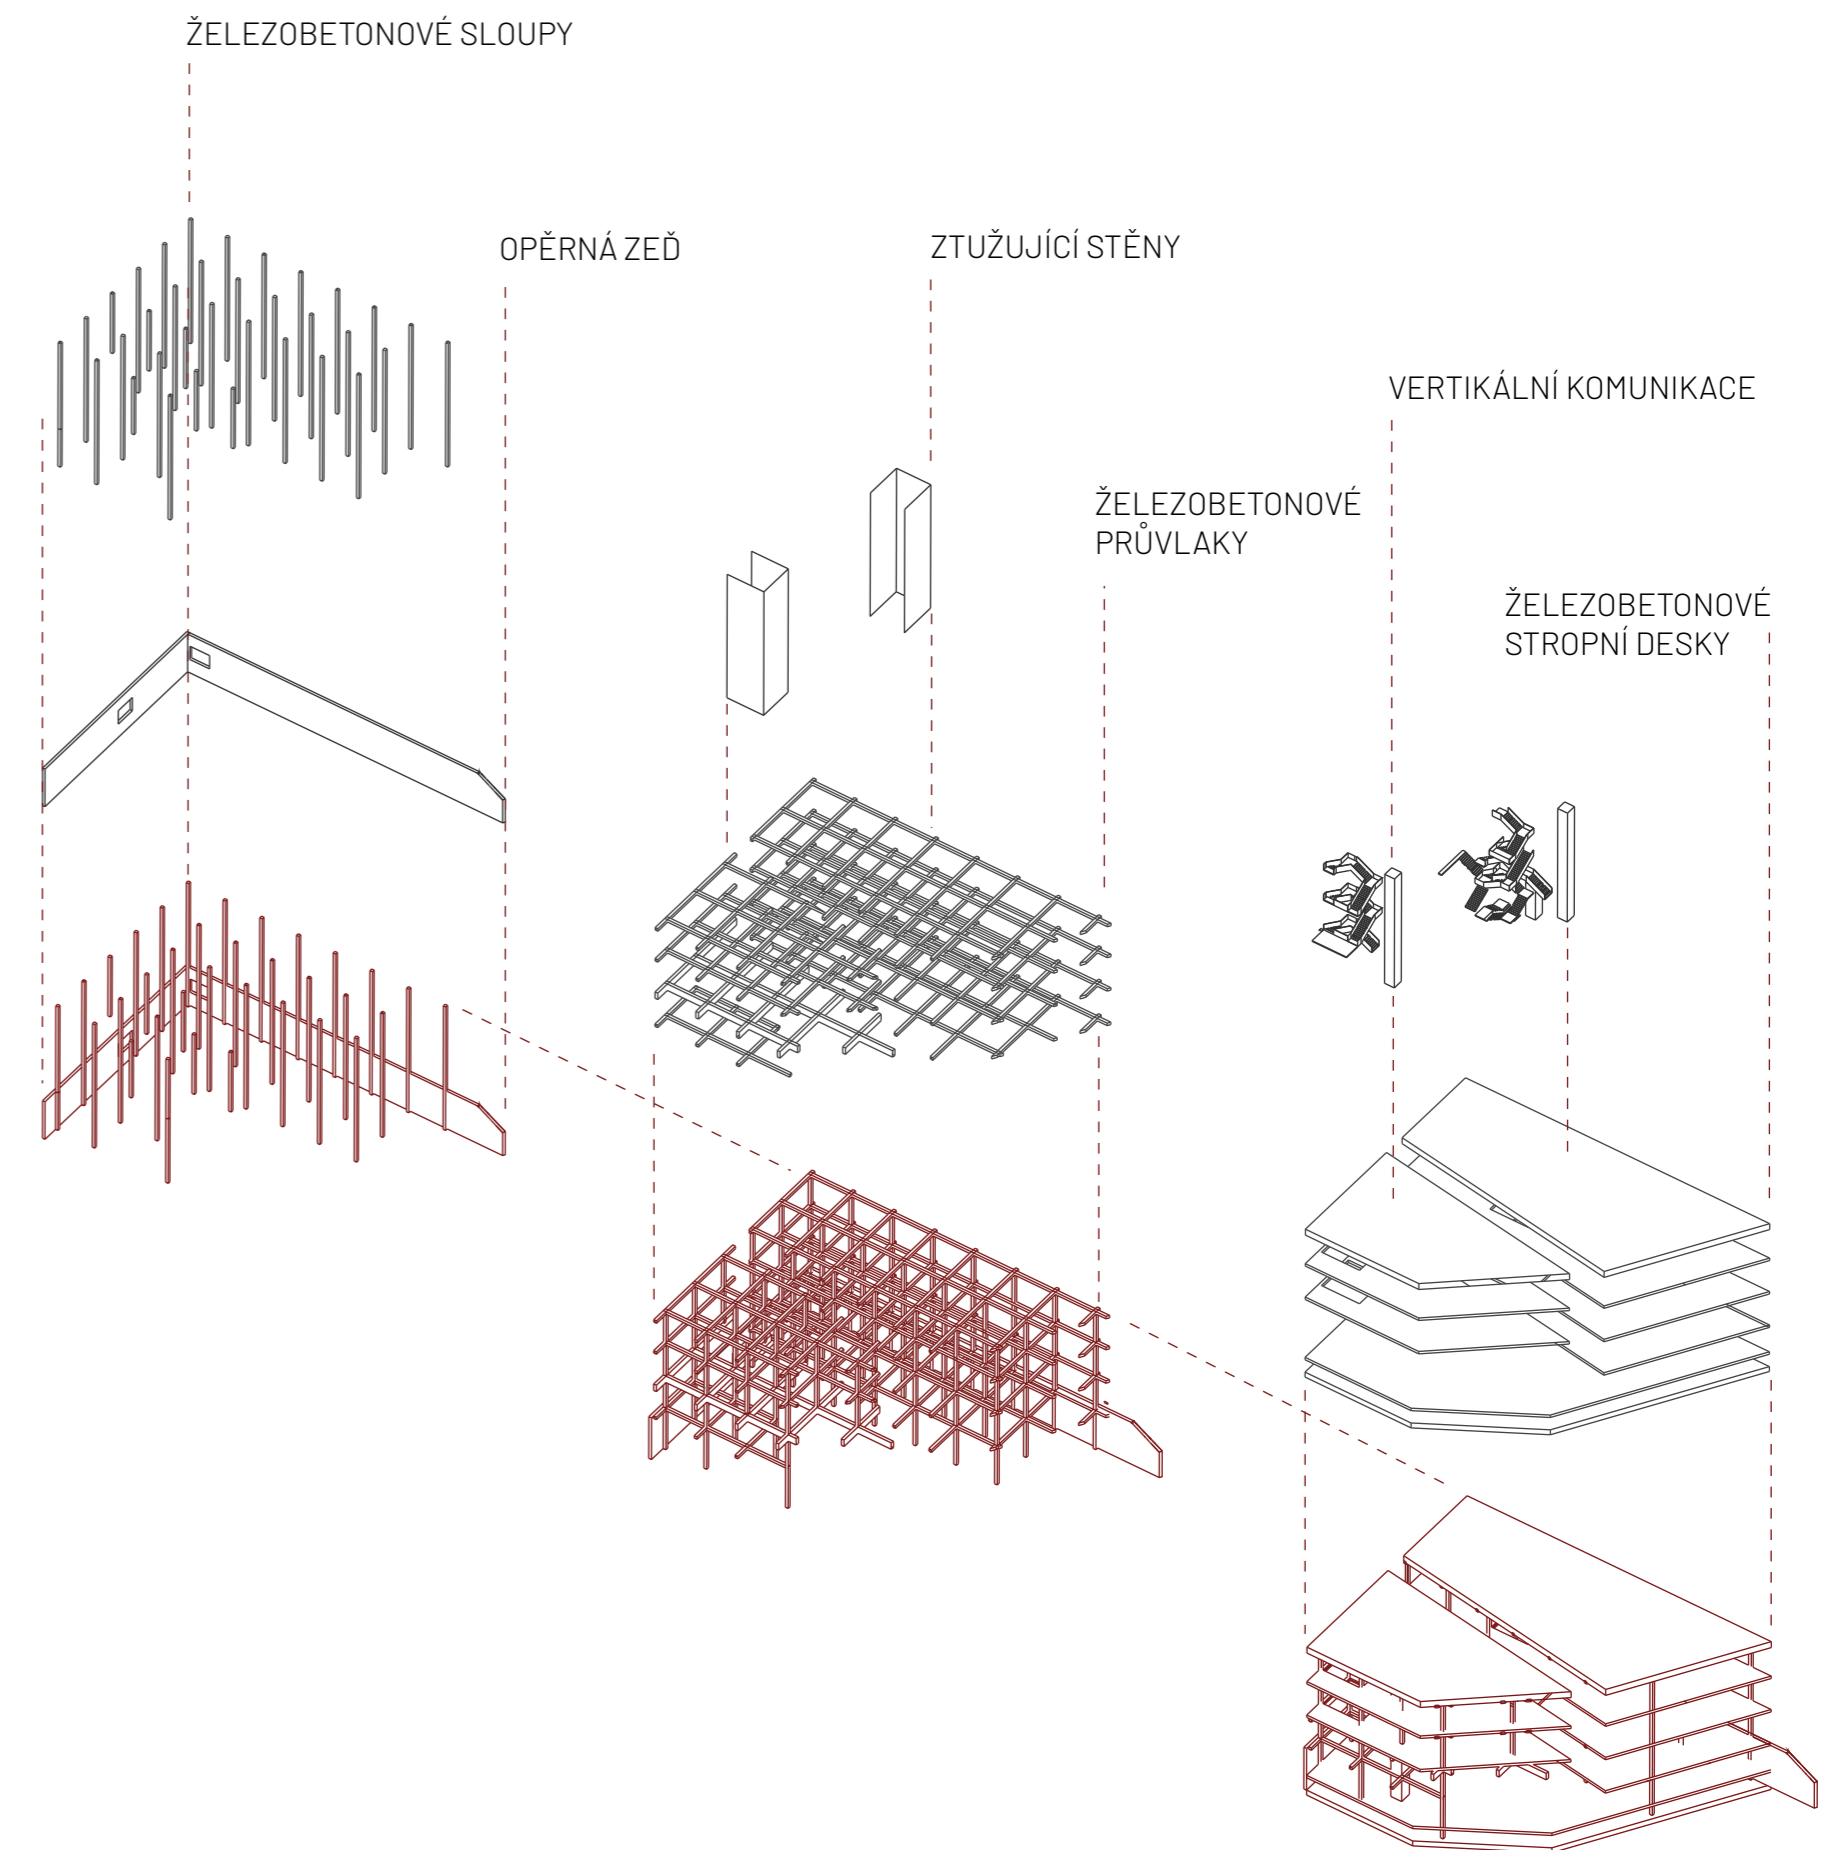 ŽELEZOBETONOVÉ SLOUPY
OPĚRNÁ ZEĎ
ZTUŽUJÍCÍ STĚNY
VERTIKÁLNÍ KOMUNIKACE
ŽELEZOBETONOVÉ
PRŮVLAKY
ŽELEZOBETONOVÉ
STROPNÍ DESKY